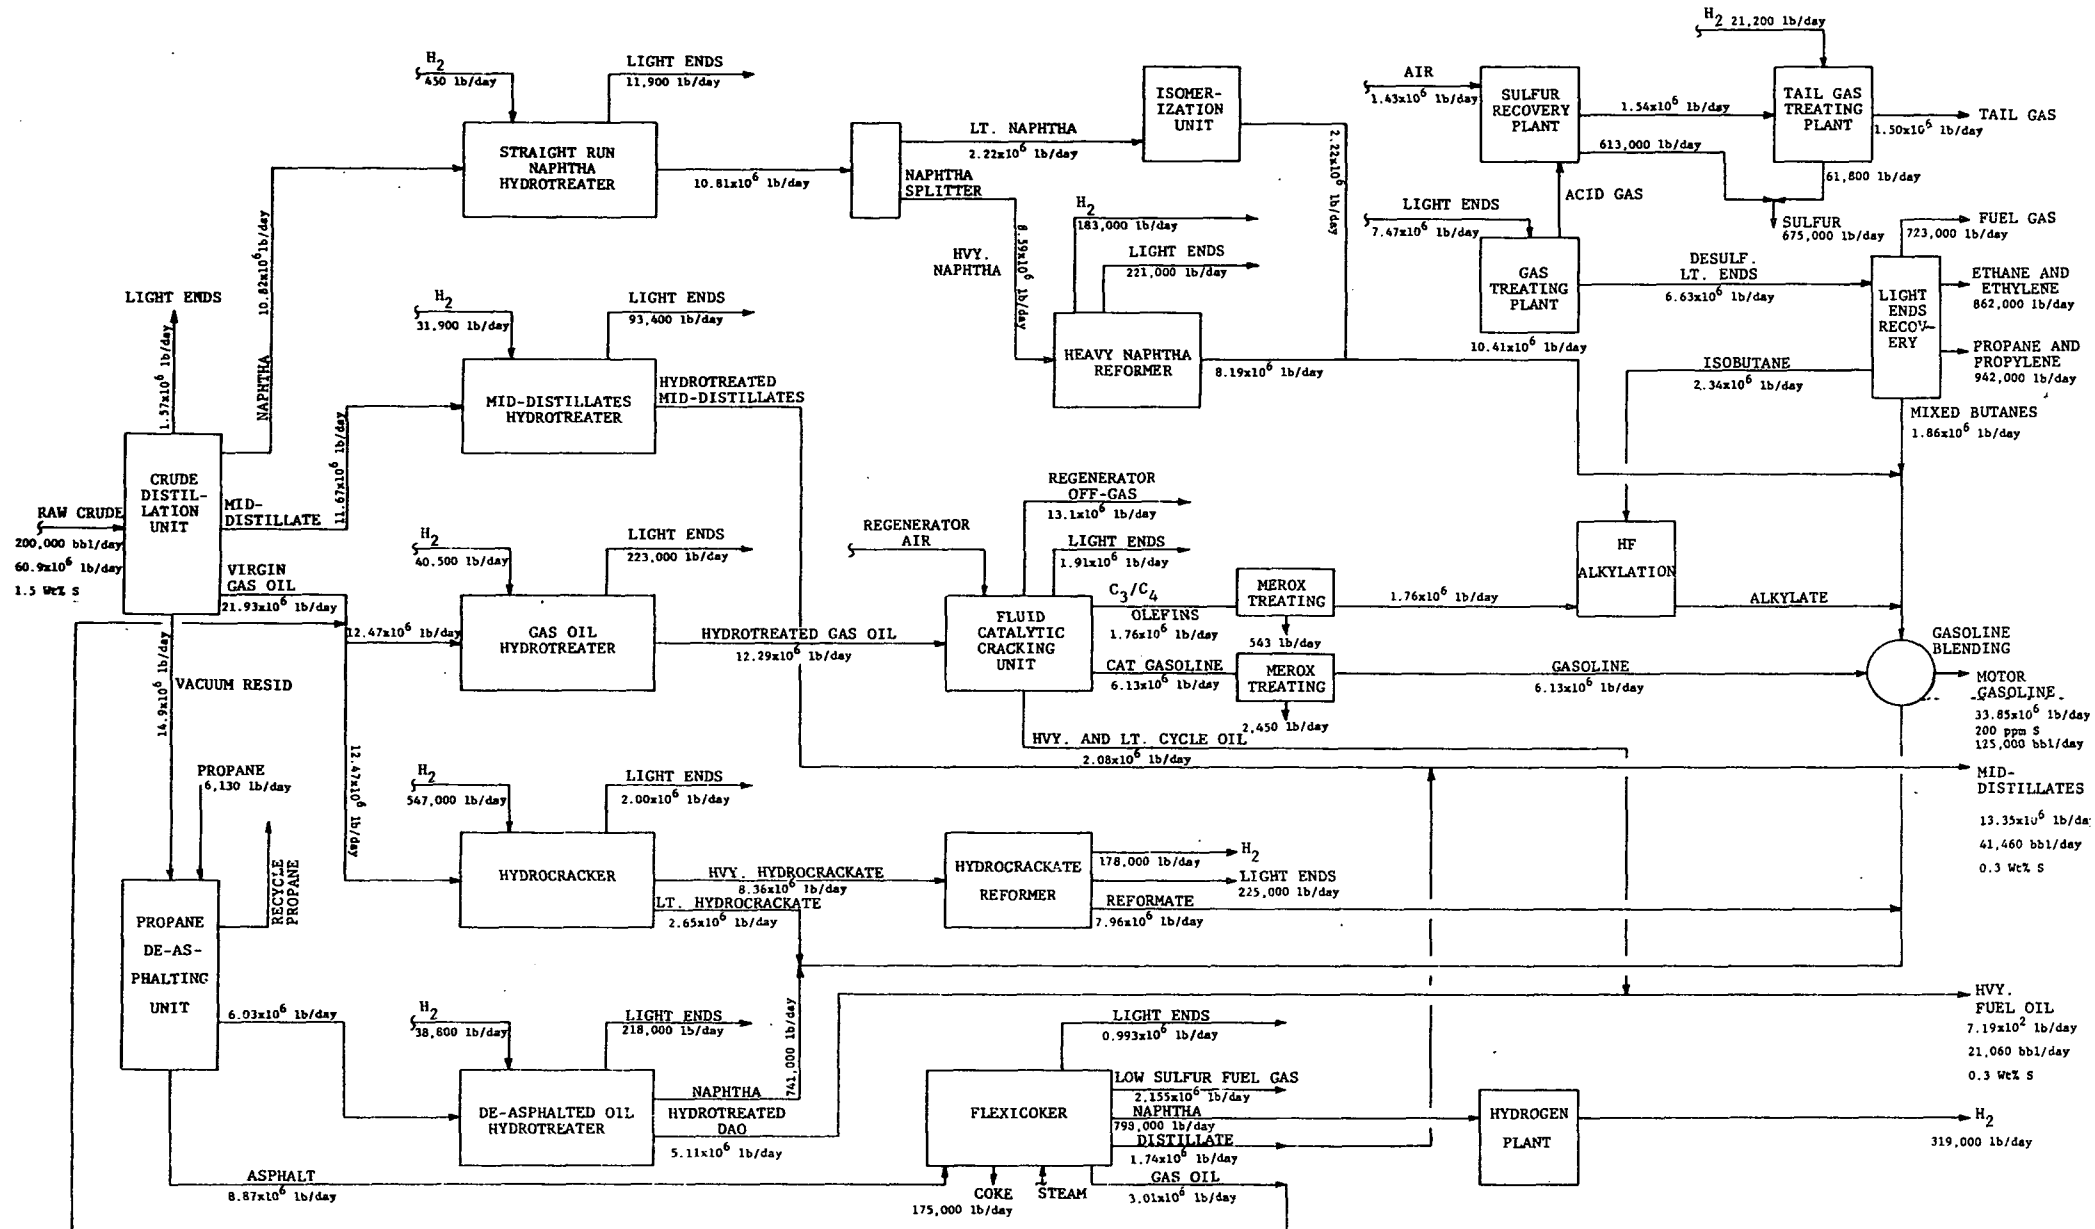 H2
450 lb/day
LIGHT ENDS
11,900 lb/day
STRAIGHT RUN
NAPHTHA
HYDROTREATER
10.81x10^6 lb/day
NAPHTHA
SPLITTER
LT. NAPHTHA
2.22x10^6 lb/day
ISOMER-
IZATION
UNIT
2.22x10^6 lb/day
HVY.
NAPHTHA
8.59x10^6 lb/day
H2
183,000 lb/day
LIGHT ENDS
221,000 lb/day
HEAVY NAPHTHA
REFORMER
8.19x10^6 lb/day
AIR
1.43x10^6 lb/day
SULFUR
RECOVERY
PLANT
1.54x10^6 lb/day
613,000 lb/day
H2 21,200 lb/day
TAIL GAS
TREATING
PLANT
TAIL GAS
1.50x10^6 lb/day
61,800 lb/day
SULFUR
675,000 lb/day
ACID GAS
LIGHT ENDS
7.47x10^6 lb/day
GAS
TREATING
PLANT
10.41x10^6 lb/day
DESULF.
LT. ENDS
6.63x10^6 lb/day
LIGHT
ENDS
RECOV-
ERY
FUEL GAS
723,000 lb/day
ETHANE AND
ETHYLENE
862,000 lb/day
PROPANE AND
PROPYLENE
942,000 lb/day
ISOBUTANE
2.34x10^6 lb/day
MIXED BUTANES
1.86x10^6 lb/day
LIGHT ENDS
1.57x10^6 lb/day
NAPHTHA
10.82x10^6 lb/day
CRUDE
DISTIL-
LATION
UNIT
RAW CRUDE
200,000 bbl/day
60.9x10^6 lb/day
1.5 Wt% S
MID-
DISTILLATE
11.67x10^6 lb/day
VIRGIN
GAS OIL
21.93x10^6 lb/day
14.9x10^6 lb/day
VACUUM RESID
H2
31,900 lb/day
LIGHT ENDS
93,400 lb/day
MID-DISTILLATES
HYDROTREATER
HYDROTREATED
MID-DISTILLATES
H2
40.500 lb/day
LIGHT ENDS
223,000 lb/day
12.47x10^6 lb/day
GAS OIL
HYDROTREATER
HYDROTREATED GAS OIL
12.29x10^6 lb/day
REGENERATOR
AIR
REGENERATOR
OFF-GAS
13.1x10^6 lb/day
LIGHT ENDS
1.91x10^6 lb/day
FLUID
CATALYTIC
CRACKING
UNIT
C3/C4
OLEFINS
1.76x10^6 lb/day
MEROX
TREATING
543 lb/day
1.76x10^6 lb/day
HF
ALKYLATION
ALKYLATE
CAT GASOLINE
6.13x10^6 lb/day
MEROX
TREATING
2,450 lb/day
GASOLINE
6.13x10^6 lb/day
GASOLINE
BLENDING
MOTOR
GASOLINE
33.85x10^6 lb/day
200 ppm S
125,000 bbl/day
HVY. AND LT. CYCLE OIL
2.08x10^6 lb/day
MID-
DISTILLATES
13.35x10^6 lb/da
41,460 bbl/day
0.3 Wt% S
12.47x10^6 lb/day
H2
547,000 lb/day
LIGHT ENDS
2.00x10^6 lb/day
HYDROCRACKER
HVY. HYDROCRACKATE
8.36x10^6 lb/day
LT. HYDROCRACKATE
2.65x10^6 lb/day
HYDROCRACKATE
REFORMER
178,000 lb/day
H2
LIGHT ENDS
225,000 lb/day
REFORMATE
7.96x10^6 lb/day
PROPANE
6,130 lb/day
RECYCLE
PROPANE
PROPANE
DE-AS-
PHALTING
UNIT
6.03x10^6 lb/day
H2
38,800 lb/day
LIGHT ENDS
218,000 lb/day
DE-ASPHALTED OIL
HYDROTREATER
NAPHTHA
741,000 lb/day
HYDROTREATED
DAO
5.11x10^6 lb/day
HVY.
FUEL OIL
7.19x10^2 lb/day
21,060 bbl/day
0.3 Wt% S
LIGHT ENDS
0.993x10^6 lb/day
FLEXICOKER
LOW SULFUR FUEL GAS
2.155x10^6 lb/day
NAPHTHA
lb/day
DISTILLATE
1.74x10^6 lb/day
GAS OIL
3.01x10^6 lb/day
COKE
175,000 lb/day
STEAM
HYDROGEN
PLANT
H2
319,000 lb/day
ASPHALT
8.87x10^6 lb/day